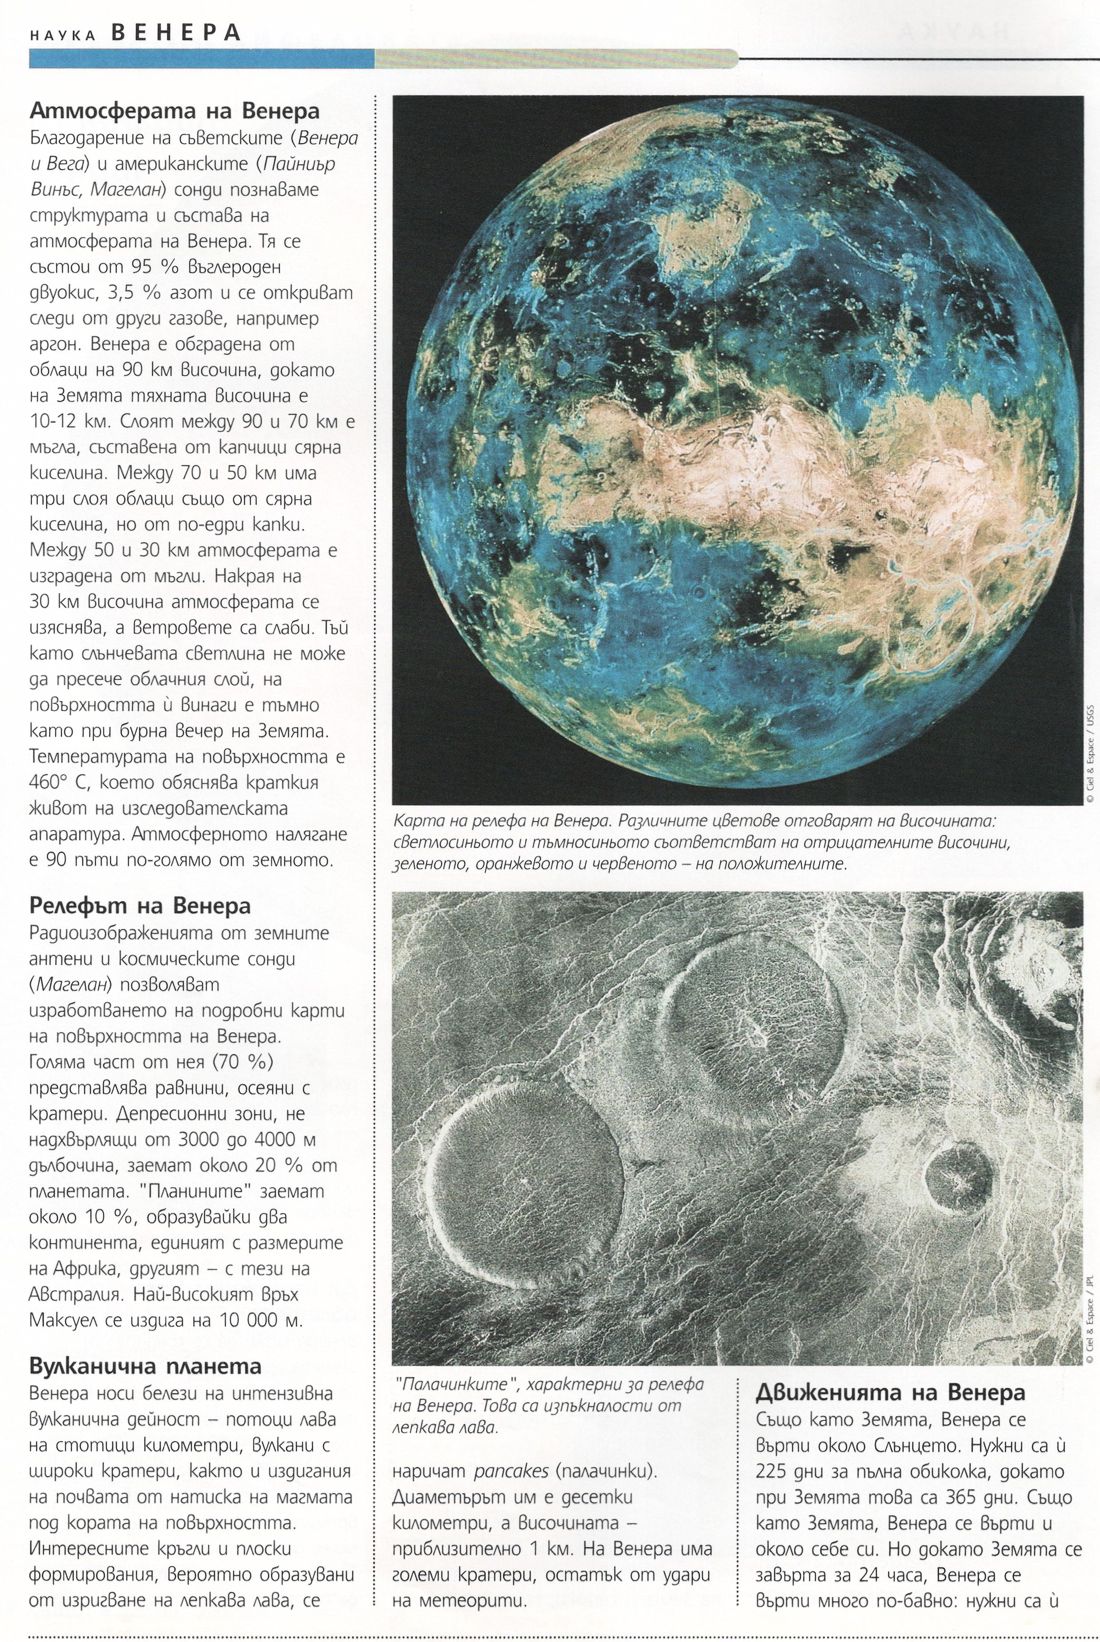 НАУКА ВЕНЕРА
Атмосферата на Венера
Благодарение на съветските (Венера
и Вега) и американските (Пайниър
Винъс, Магелан) сонди познаваме
структурата и състава на
атмосферата на Венера. Тя се
състои от 95 % въглероден
двуокис, 3,5 % азот и се откриват
следи от други газове, например
аргон. Венера е обградена от
облаци на 90 km височина, докато
на Земята тяхната височина е
10-12 km. Слоят между 90 и 70 km е
мъгла, съставена от капчици сярна
киселина. Между 70 и 50 km има
три слоя облаци също от сярна
киселина, но от по-едри капки.
Между 50 и 30 km атмосферата е
изградена от мъгли. Накрая на
30 km височина атмосферата се
изяснява, а ветровете са слаби. Тъй
като слънчевата светлина не може
да пресече облачния слой, на
повърхността ѝ винаги е тъмно
като при бурна вечер на Земята.
Температурата на повърхността е
460° C, което обяснява краткия
живот на изследователската
апаратура. Атмосферното налягане
е 90 пъти по-голямо от земното.
Релефът на Венера
Радиоизображенията от земните
антени и космическите сонди
(Магелан) позволяват
изработването на подробни карти
на повърхността на Венера.
Голяма част от нея (70 %)
представлява равнини, осеяни с
кратери. Депресионни зони, не
надхвърлящи от 3000 до 4000 m
дълбочина, заемат около 20 % от
планетата. "Планините" заемат
около 10 %, образувайки два
континента, единият с размерите
на Африка, другият – с тези на
Австралия. Най-високият връх
Максуел се издига на 10 000 m.
Вулканична планета
Венера носи белези на интензивна
вулканична дейност – потоци лава
на стотици километри, вулкани с
широки кратери, както и издигания
на почвата от натиска на магмата
под кората на повърхността.
Интересните кръгли и плоски
формирования, вероятно образувани
от изригване на лепкава лава, се
© Ciel & Espace / USGS
Карта на релефа на Венера. Различните цветове отговарят на височината:
светлосиньото и тъмносиньото съответстват на отрицателните височини,
зеленото, оранжевото и червеното – на положителните.
© Ciel & Espace / JPL
"Палачинките", характерни за релефа
на Венера. Това са изпъкналости от
лепкава лава.
наричат pancakes (палачинки).
Диаметърът им е десетки
километри, а височината –
приблизително 1 km. На Венера има
големи кратери, остатък от удари
на метеорити.
Движенията на Венера
Също като Земята, Венера се
върти около Слънцето. Нужни са ѝ
225 дни за пълна обиколка, докато
при Земята това са 365 дни. Също
като Земята, Венера се върти и
около себе си. Но докато Земята се
завърта за 24 часа, Венера се
върти много по-бавно: нужни са ѝ